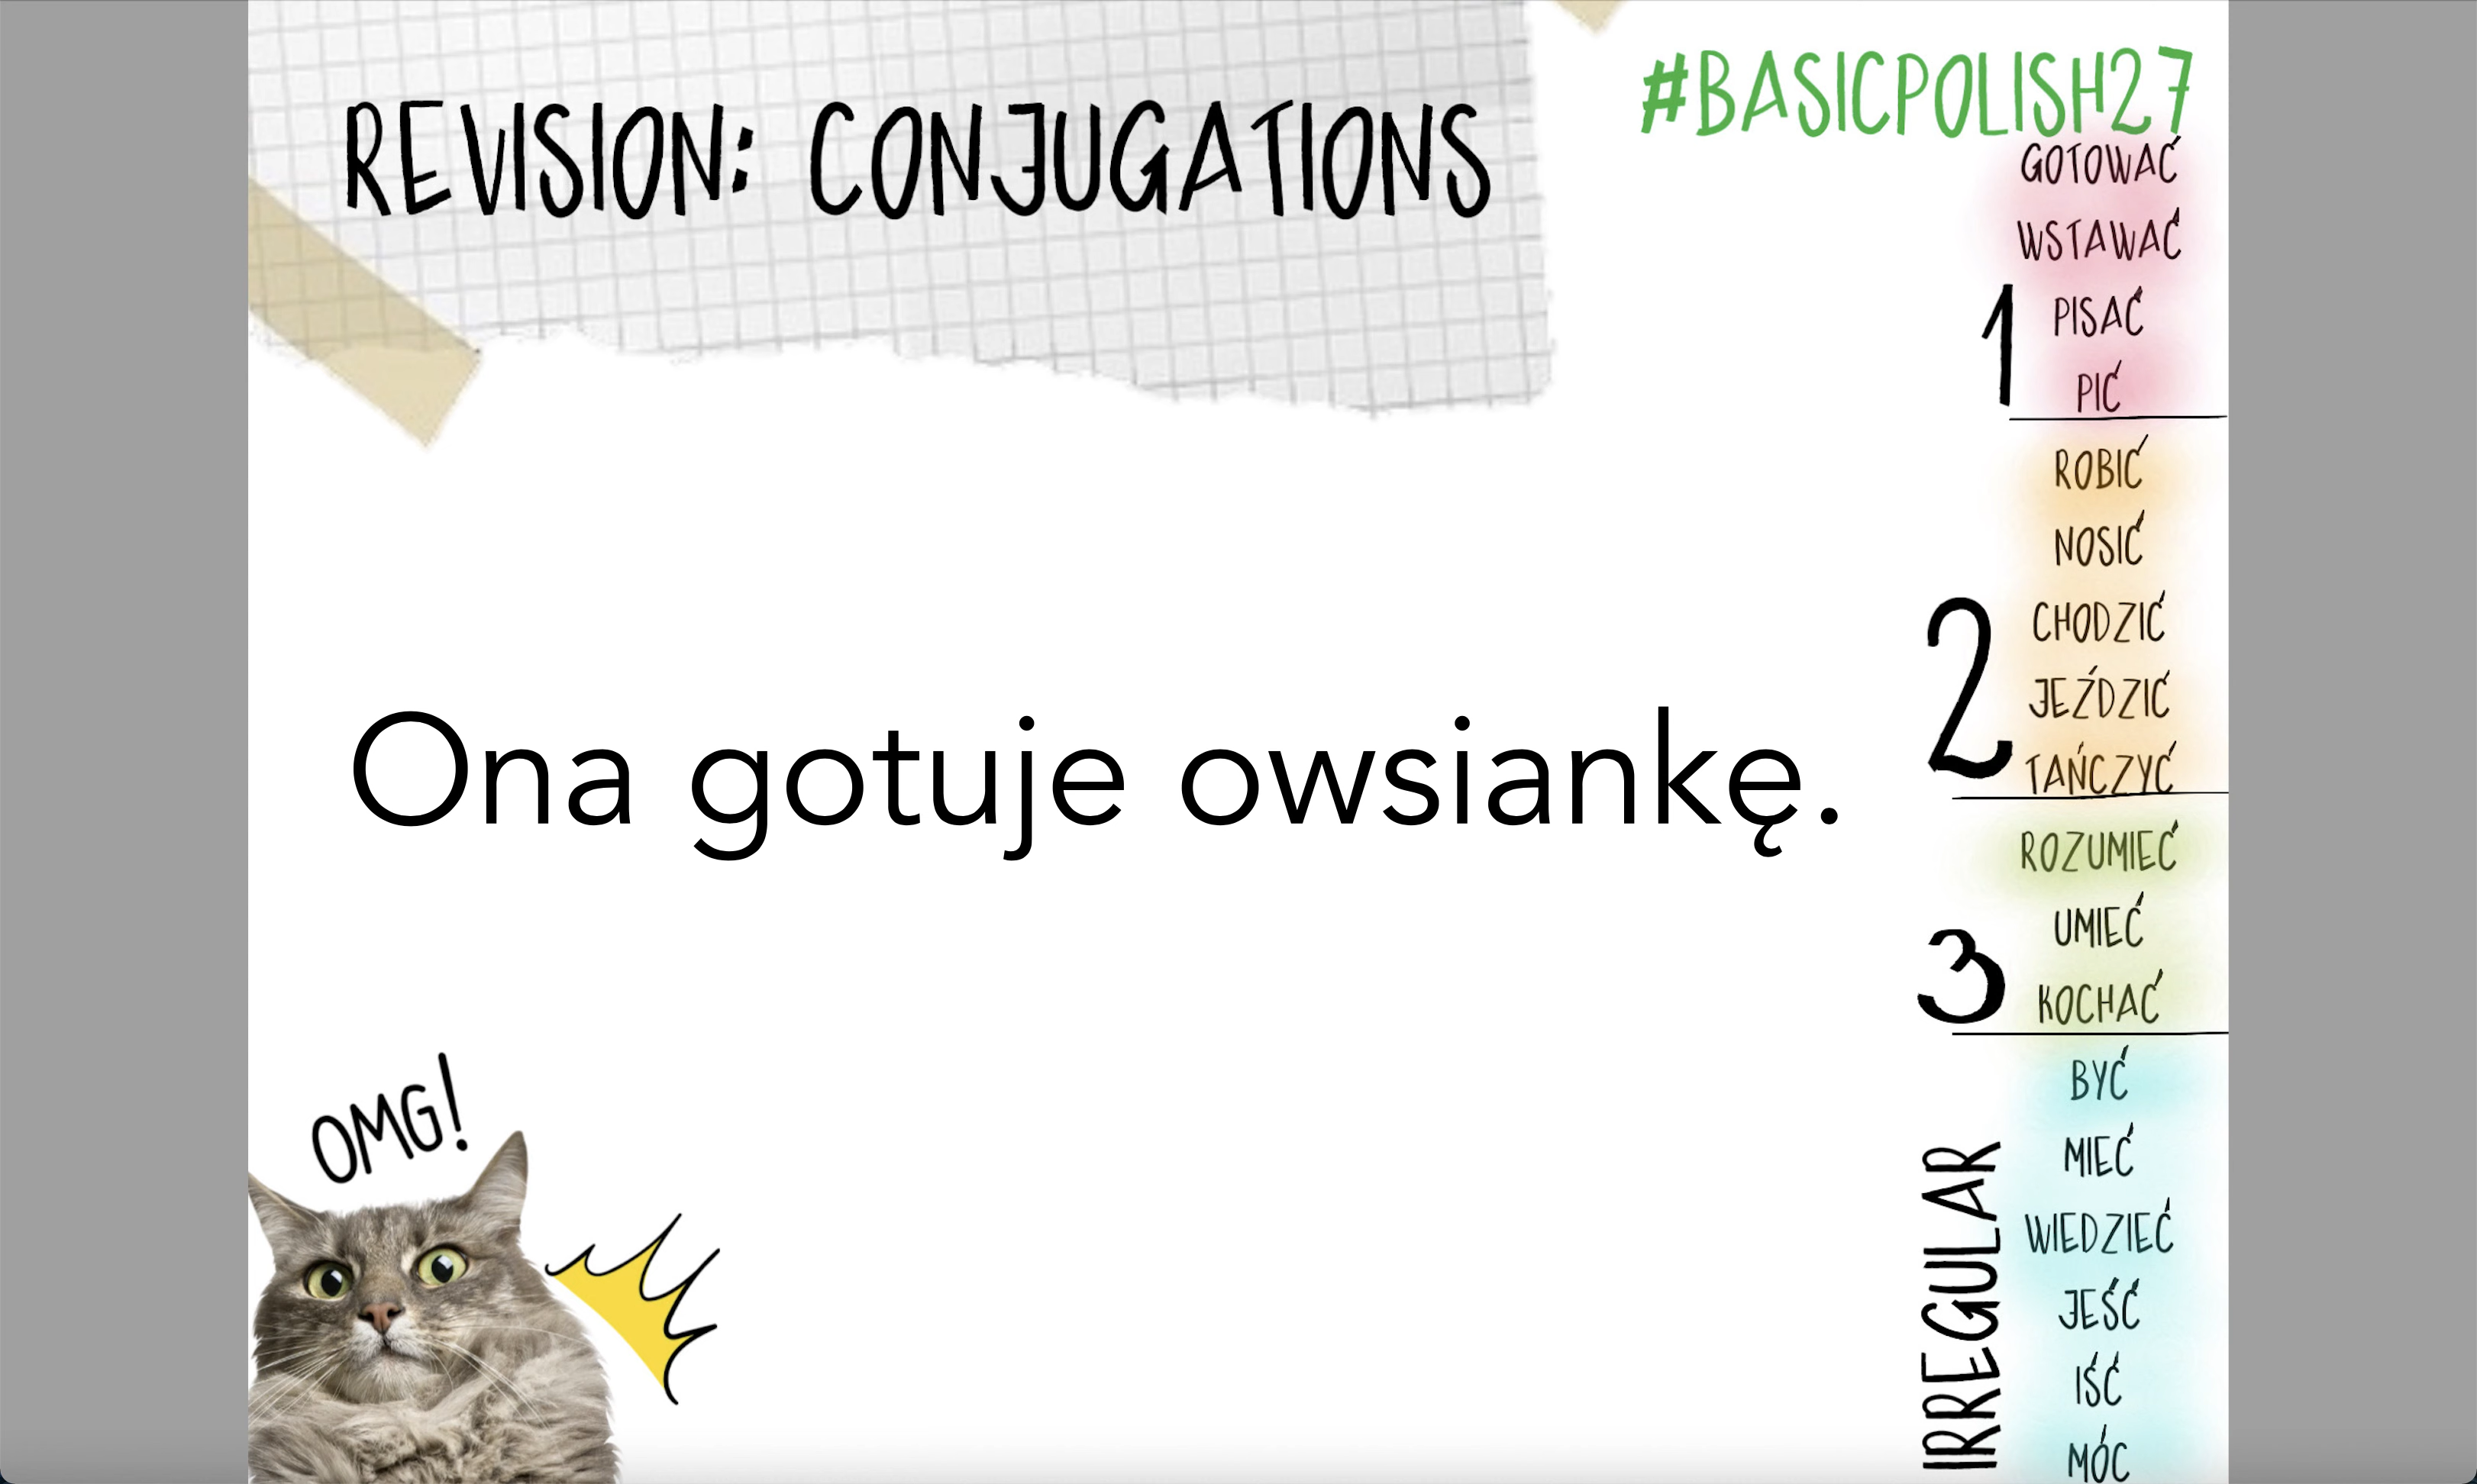 #BASICPOLISH27
REVISION: CONJUGATIONS
Ona gotuje owsiankę.
OMG!
1
GOTOWAĆ
WSTAWAĆ
PISAĆ
PIĆ
2
ROBIĆ
NOSIĆ
CHODZIĆ
JEŹDZIĆ
TAŃCZYĆ
3
ROZUMIEĆ
UMIEĆ
KOCHAĆ
IRREGULAR
BYĆ
MIEĆ
WIEDZIEĆ
JEŚĆ
IŚĆ
MÓC